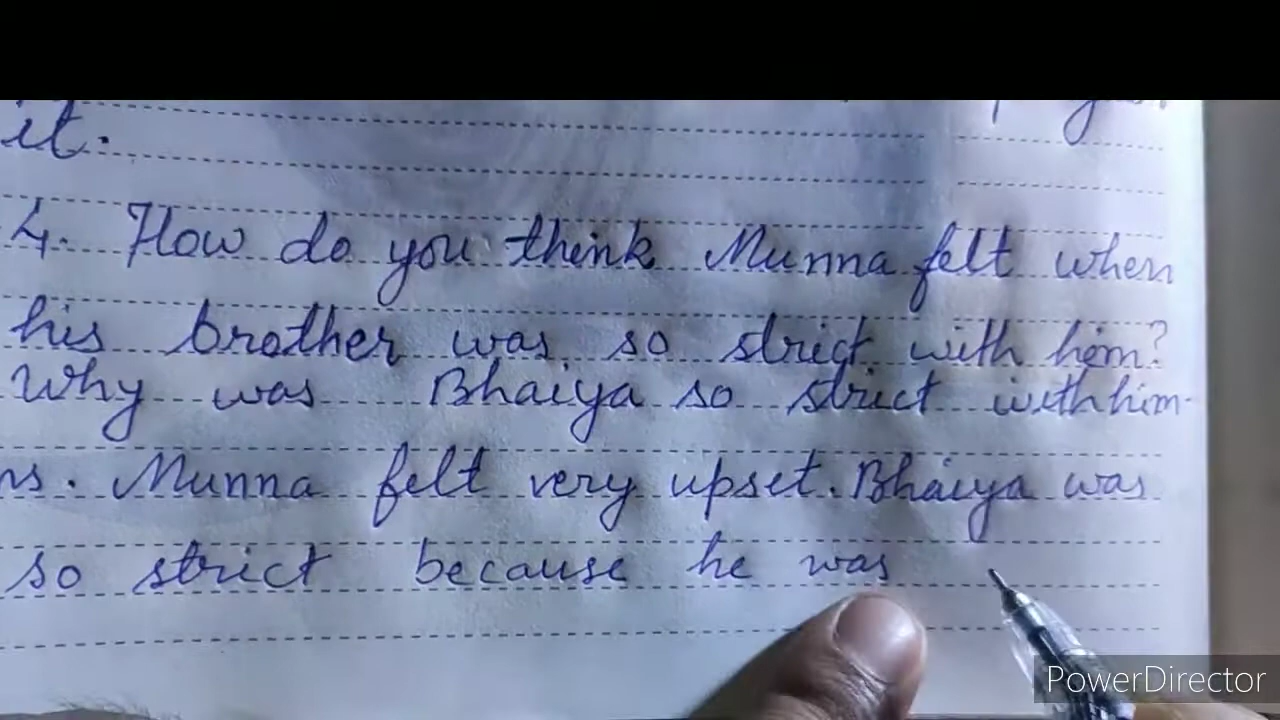 it.
4. How do you think Munna felt when
his brother was so strict with him?
Why was Bhaiya so strict with him.
ns. Munna felt very upset. Bhaiya was
so strict because he was
PowerDirector